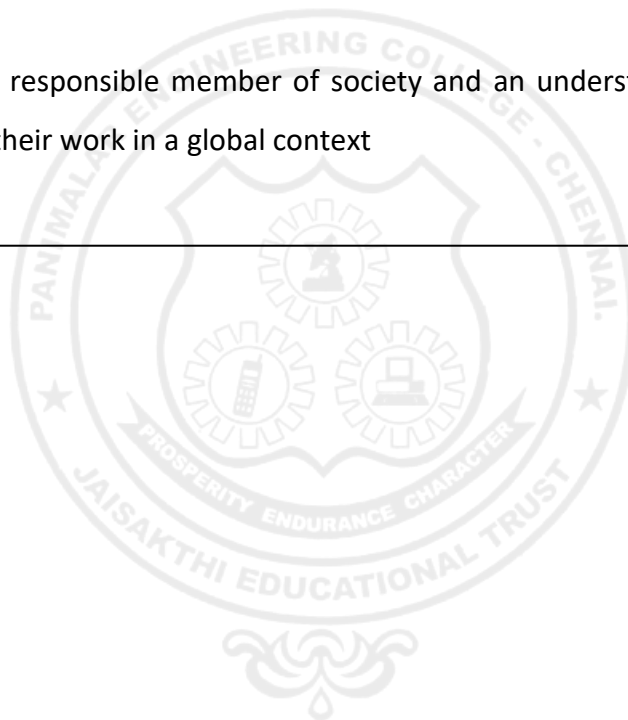 responsible member of society and an underst
their work in a global context
PANIMALAR ENGINEERING COLLEGE - CHENNAI.
PROSPERITY ENDURANCE CHARACTER
JAISAKTHI EDUCATIONAL TRUST